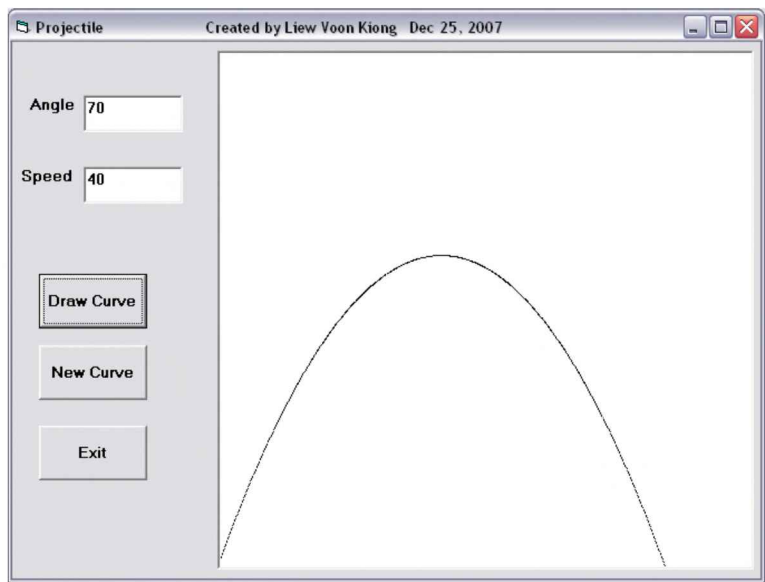 Projectile Created by Liew Voon Kiong Dec 25, 2007
Angle 70
Speed 40
Draw Curve
New Curve
Exit